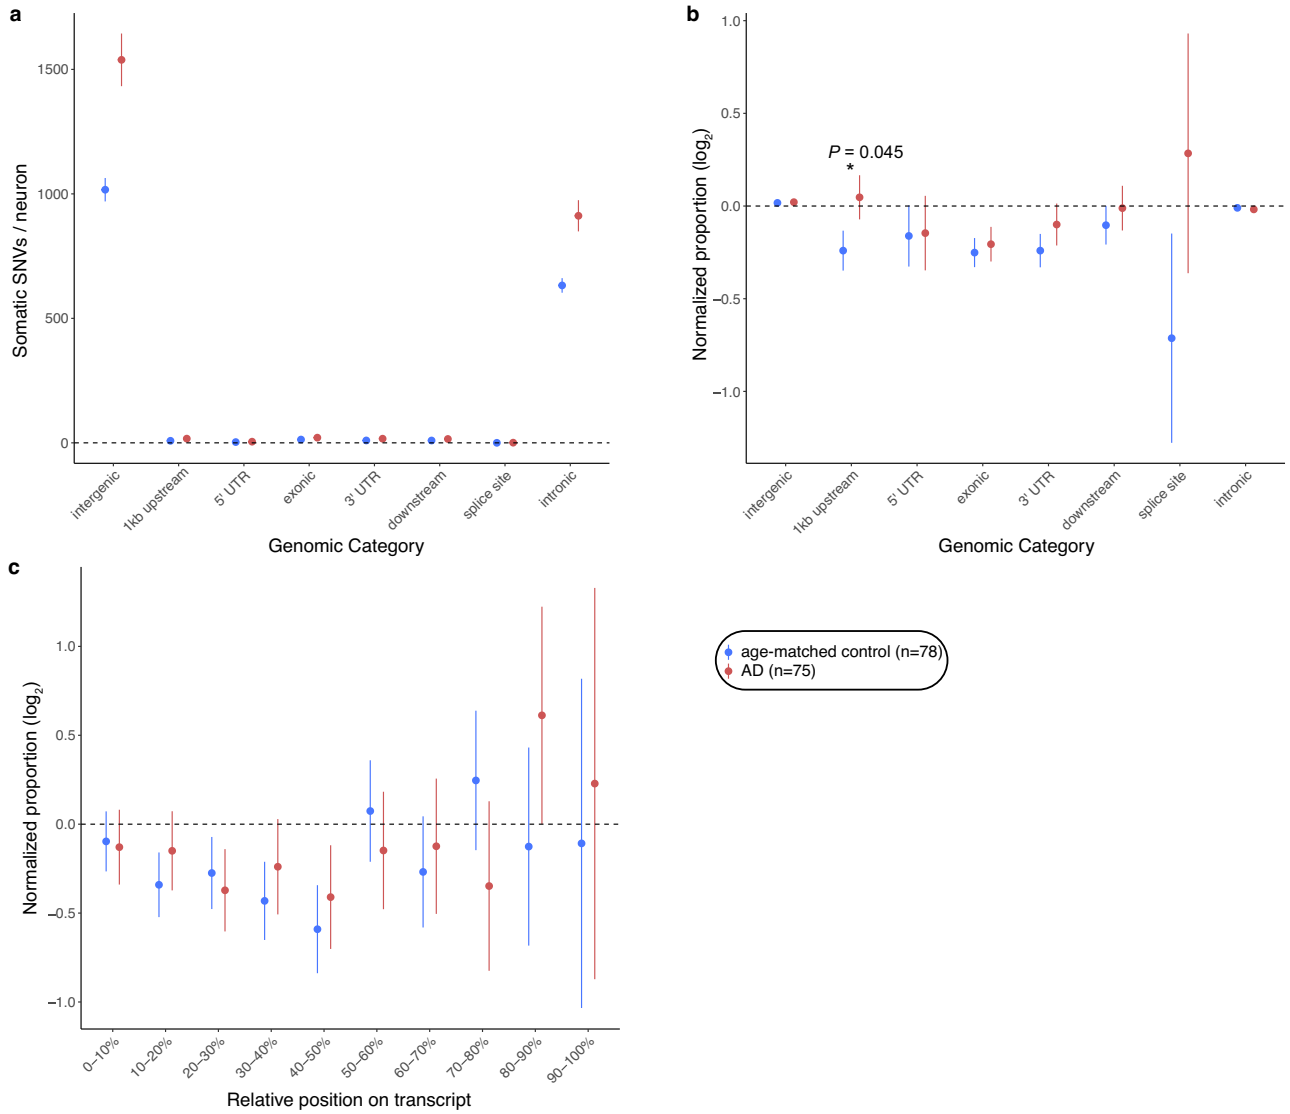 a
Somatic SNVs / neuron
1500
1000
500
0
intergenic
1kb upstream
5' UTR
exonic
3' UTR
downstream
splice site
intronic
Genomic Category
b
Normalized proportion (log2)
1.0
0.5
0.0
−0.5
−1.0
P = 0.045
*
intergenic
1kb upstream
5' UTR
exonic
3' UTR
downstream
splice site
intronic
Genomic Category
c
Normalized proportion (log2)
1.0
0.5
0.0
−0.5
−1.0
0−10%
10−20%
20−30%
30−40%
40−50%
50−60%
60−70%
70−80%
80−90%
90−100%
Relative position on transcript
age-matched control (n=78)
AD (n=75)